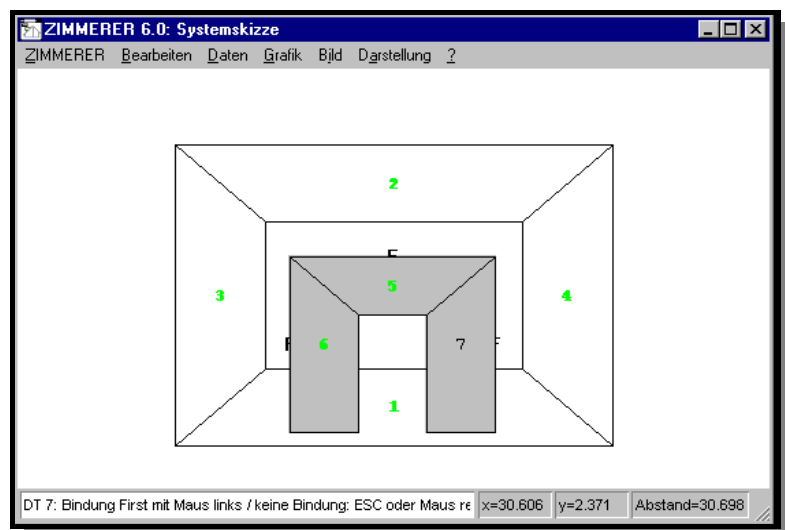 ZIMMERER 6.0: Systemskizze
ZIMMERER Bearbeiten Daten Grafik Bild Darstellung ?
2
5
3
4
6
7
1
DT 7: Bindung First mit Maus links / keine Bindung: ESC oder Maus re x=30.606 y=2.371 Abstand=30.698